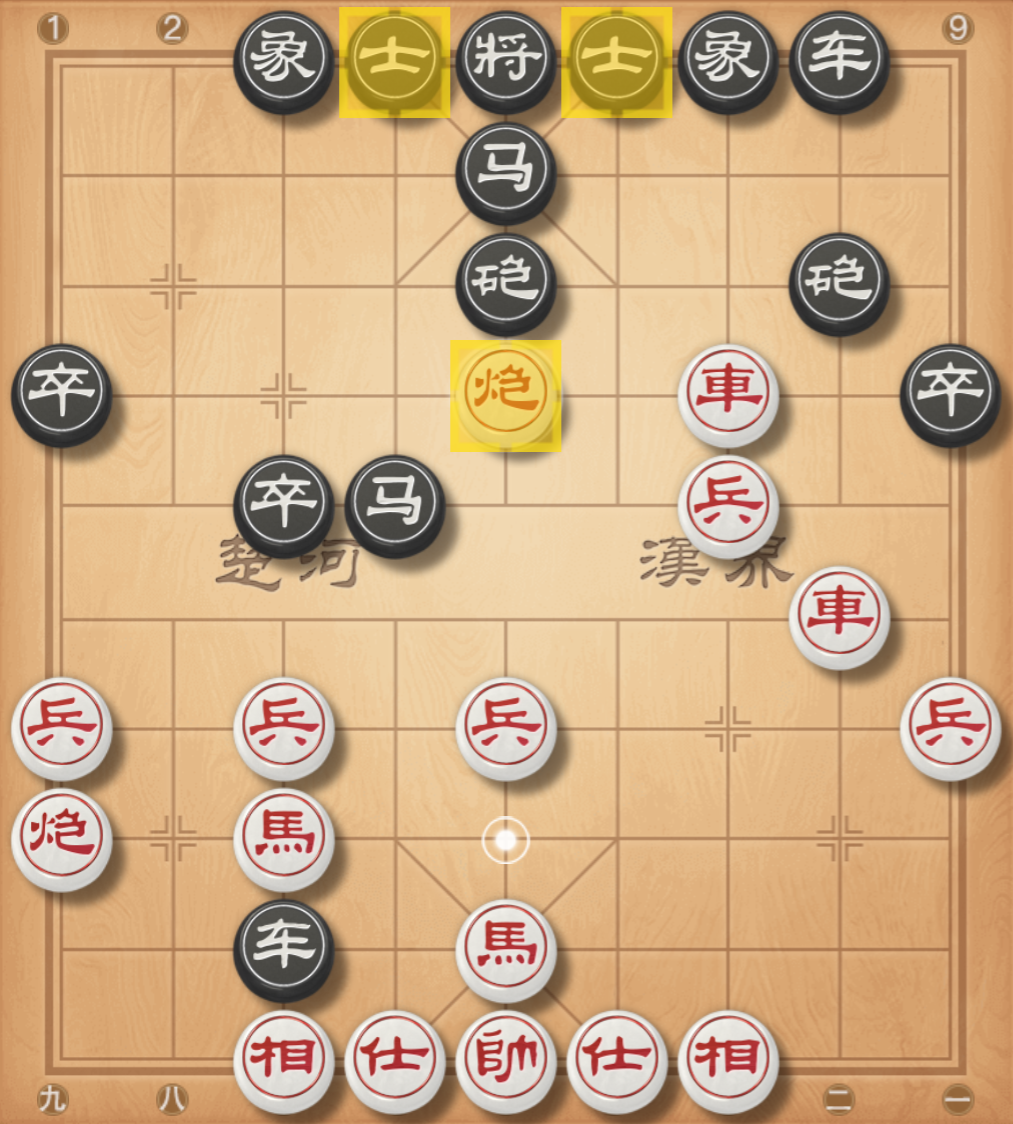 1 2 象 士 將 士 象 车 9
马
砲 砲
卒 炮 車 卒
卒 马 兵
楚河 漢界
車
兵 兵 兵 兵
炮 馬
车 馬
相 仕 帥 仕 相
九 八 二 一